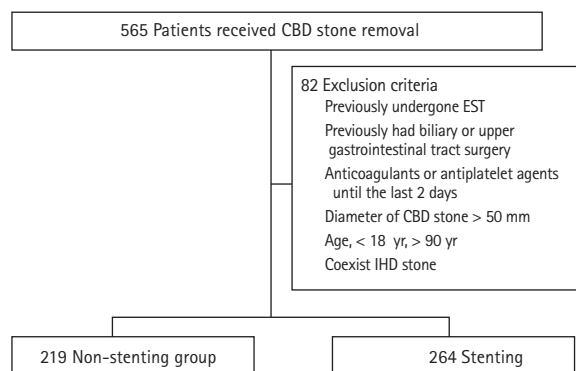 565 Patients received CBD stone removal
82 Exclusion criteria
Previously undergone EST
Previously had biliary or upper
gastrointestinal tract surgery
Anticoagulants or antiplatelet agents
until the last 2 days
Diameter of CBD stone > 50 mm
Age, < 18 yr, > 90 yr
Coexist IHD stone
219 Non-stenting group
264 Stenting